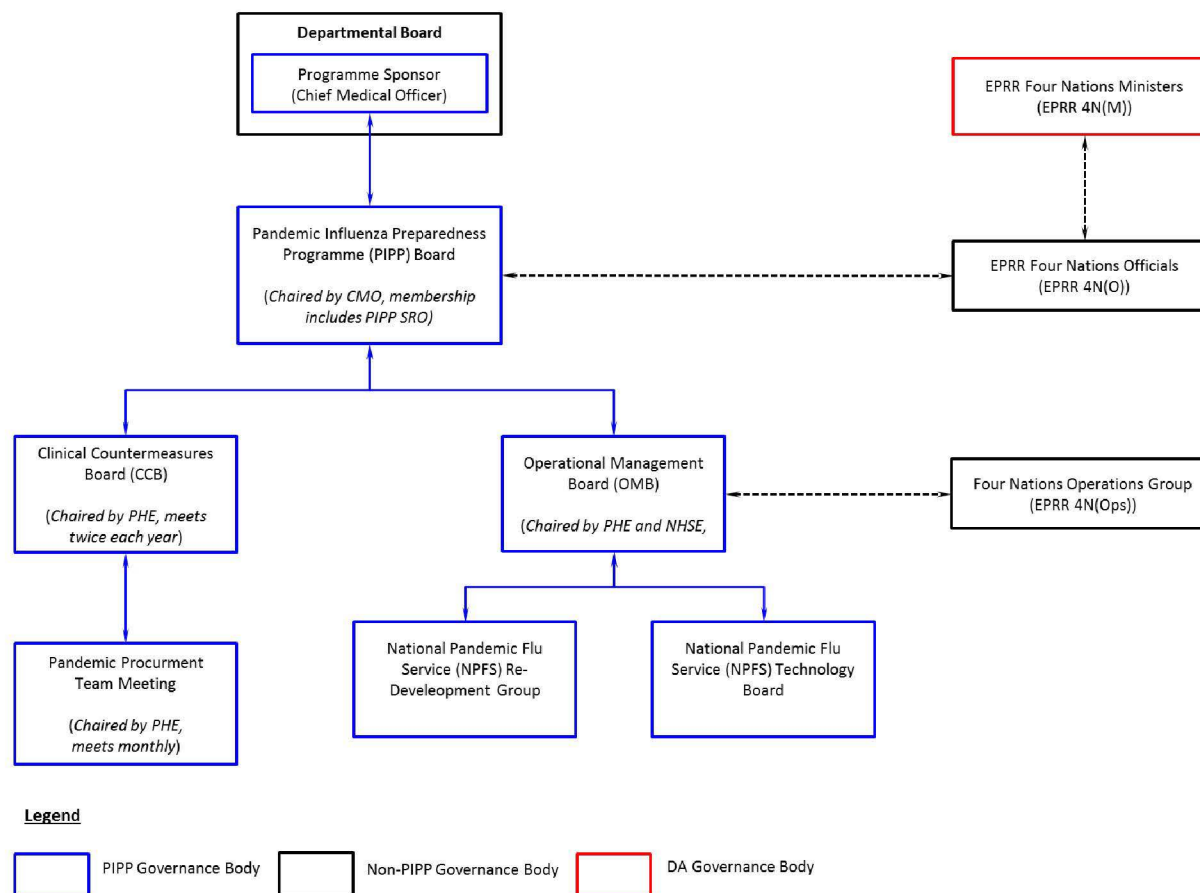 Departmental Board
Programme Sponsor
(Chief Medical Officer)
EPRR Four Nations Ministers
(EPRR 4N(M))
Pandemic Influenza Preparedness
Programme (PIPP) Board
(Chaired by CMO, membership
includes PIPP SRO)
EPRR Four Nations Officials
(EPRR 4N(O))
Clinical Countermeasures
Board (CCB)
(Chaired by PHE, meets
twice each year)
Operational Management
Board (OMB)
(Chaired by PHE and NHSE,
Four Nations Operations Group
(EPRR 4N(Ops))
Pandemic Procurment
Team Meeting
(Chaired by PHE,
meets monthly)
National Pandemic Flu
Service (NPFS) Re-
Develeopment Group
National Pandemic Flu
Service (NPFS) Technology
Board
Legend
PIPP Governance Body
Non-PIPP Governance Body
DA Governance Body